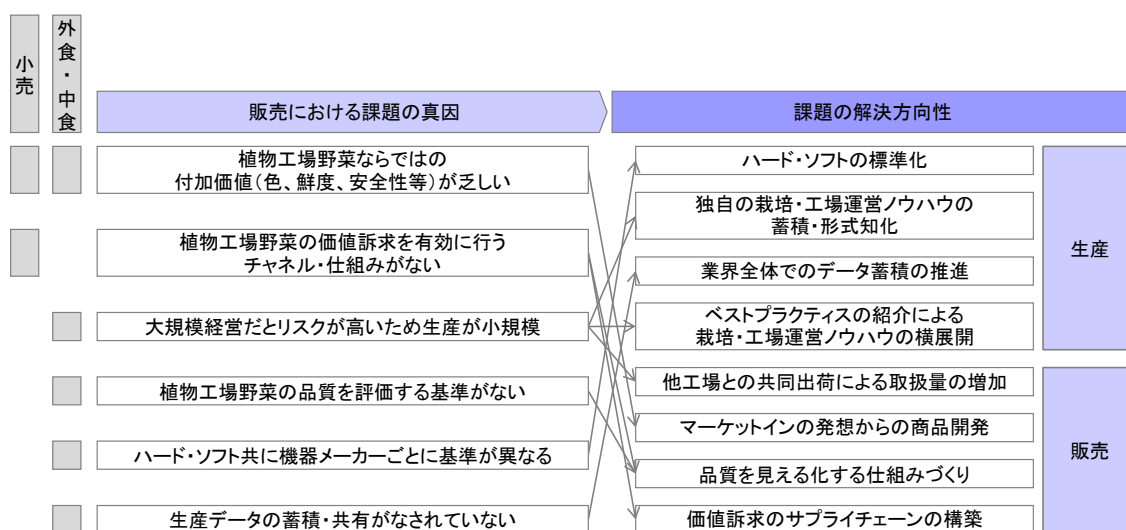 小売
外食・中食
販売における課題の真因
課題の解決方向性
植物工場野菜ならではの
付加価値(色、鮮度、安全性等)が乏しい
植物工場野菜の価値訴求を有効に行う
チャネル・仕組みがない
大規模経営だとリスクが高いため生産が小規模
植物工場野菜の品質を評価する基準がない
ハード・ソフト共に機器メーカーごとに基準が異なる
生産データの蓄積・共有がなされていない
ハード・ソフトの標準化
独自の栽培・工場運営ノウハウの
蓄積・形式知化
業界全体でのデータ蓄積の推進
ベストプラクティスの紹介による
栽培・工場運営ノウハウの横展開
他工場との共同出荷による取扱量の増加
マーケットインの発想からの商品開発
品質を見える化する仕組みづくり
価値訴求のサプライチェーンの構築
生産
販売